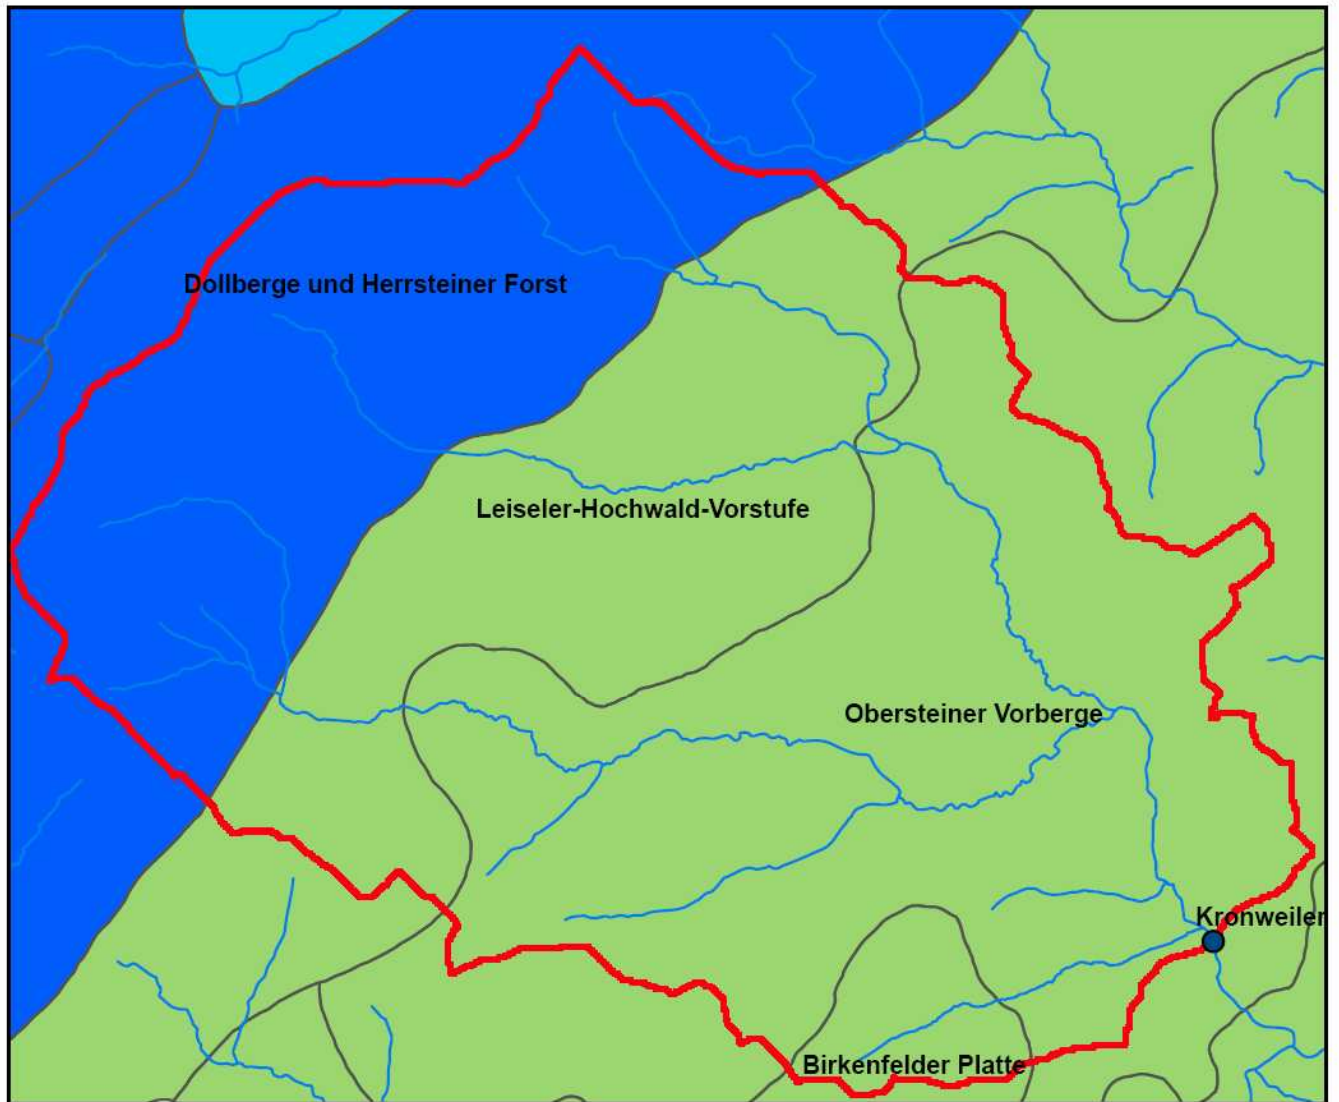 Dollberge und Herrsteiner Forst
Leiseler-Hochwald-Vorstufe
Obersteiner Vorberge
Kronweiler
Birkenfelder Platte